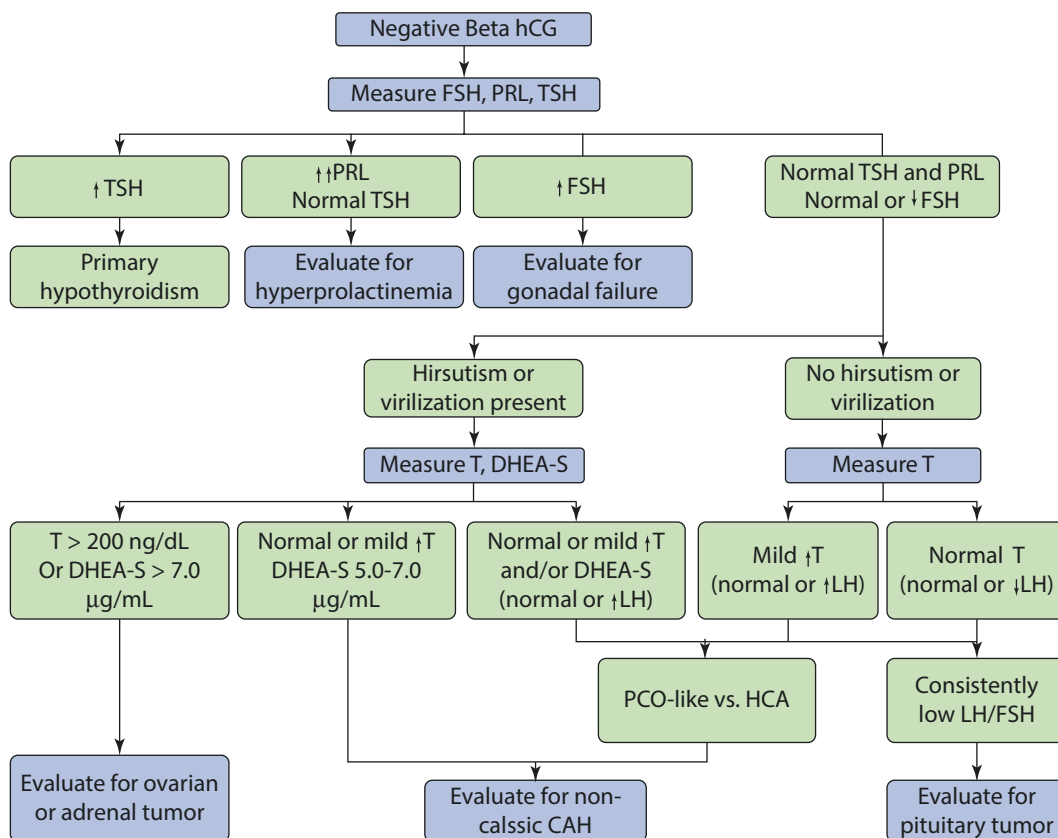 Negative Beta hCG
Measure FSH, PRL, TSH
↑TSH
↑↑PRL
Normal TSH
↑FSH
Normal TSH and PRL
Normal or ↓FSH
Primary
hypothyroidism
Evaluate for
hyperprolactinemia
Evaluate for
gonadal failure
Hirsutism or
virilization present
No hirsutism or
virilization
Measure T, DHEA-S
Measure T
T > 200 ng/dL
Or DHEA-S > 7.0
μg/mL
Normal or mild ↑T
DHEA-S 5.0-7.0
μg/mL
Normal or mild ↑T
and/or DHEA-S
(normal or ↑LH)
Mild ↑T
(normal or ↑LH)
Normal T
(normal or ↓LH)
PCO-like vs. HCA
Consistently
low LH/FSH
Evaluate for ovarian
or adrenal tumor
Evaluate for non-
calssic CAH
Evaluate for
pituitary tumor